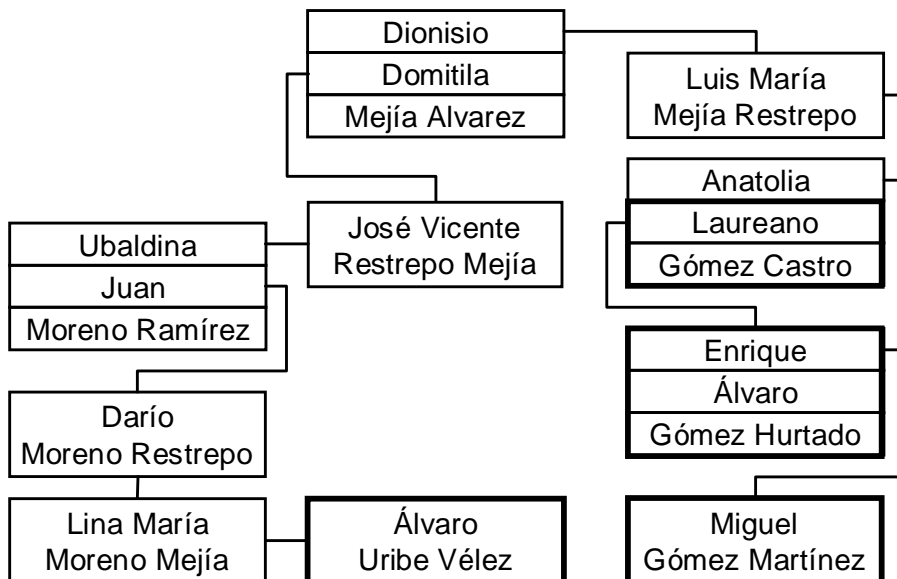 Dionisio
Domitila
Mejía Alvarez
Luis María
Mejía Restrepo
Anatolia
Laureano
Gómez Castro
José Vicente
Restrepo Mejía
Ubaldina
Juan
Moreno Ramírez
Enrique
Álvaro
Gómez Hurtado
Darío
Moreno Restrepo
Lina María
Moreno Mejía
Álvaro
Uribe Vélez
Miguel
Gómez Martínez